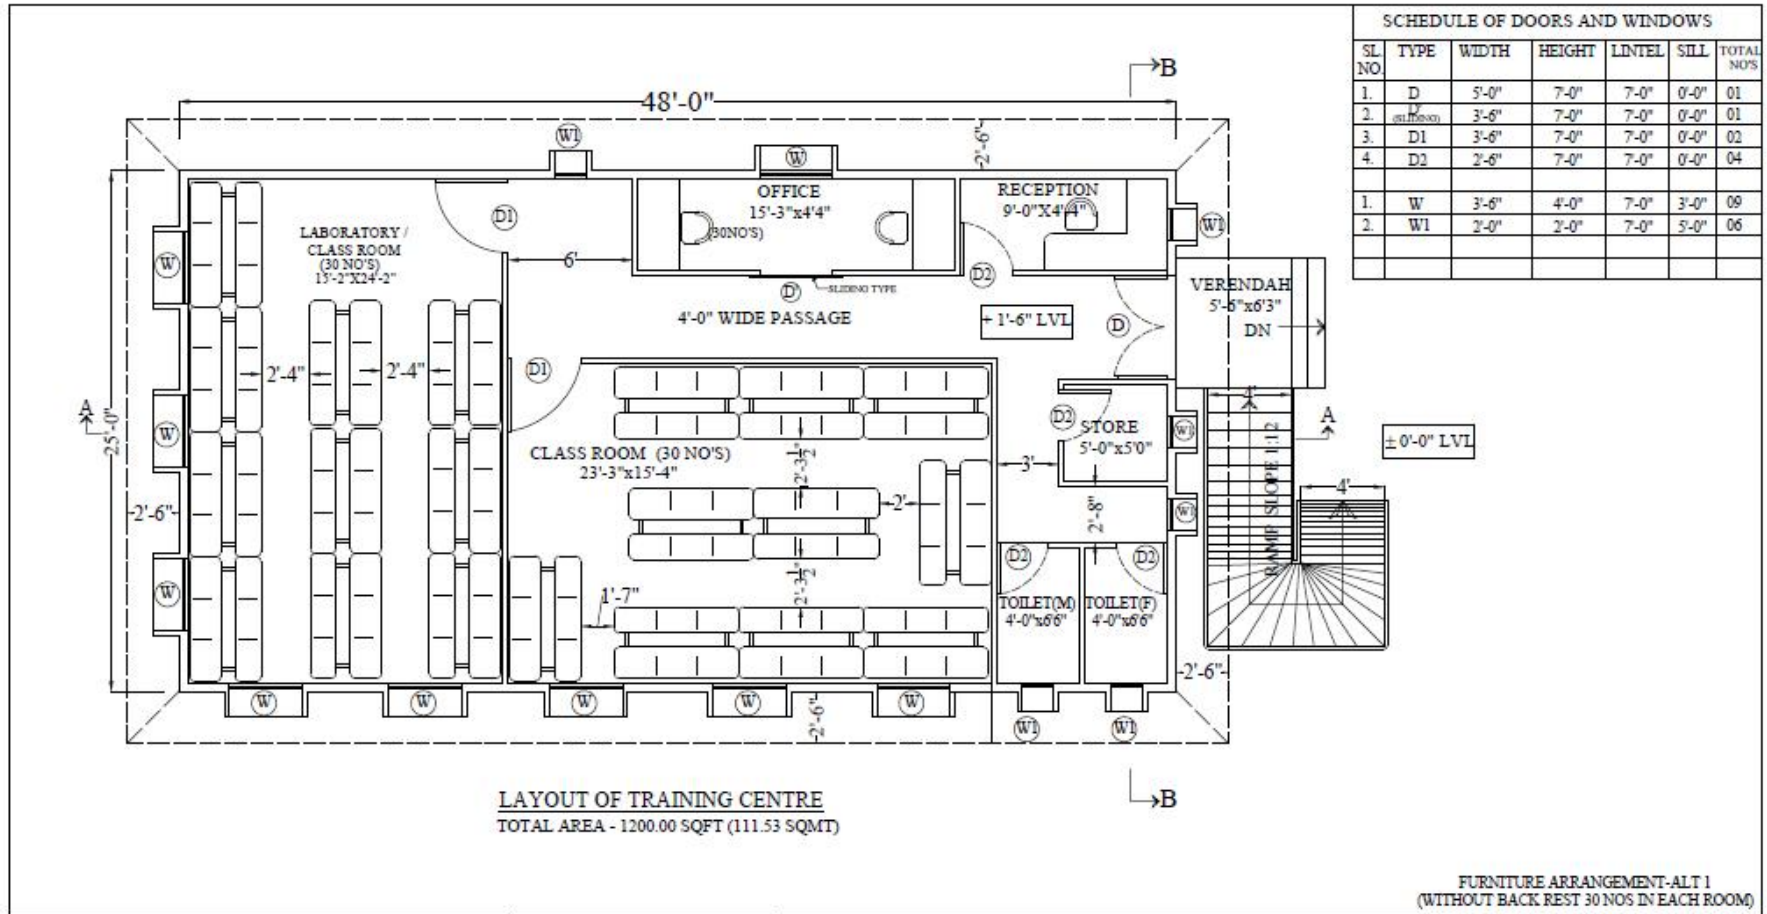 SCHEDULE OF DOORS AND WINDOWS
SL. NO. TYPE WIDTH HEIGHT LINTEL SILL TOTAL NO'S
1. D 5'-0" 7'-0" 7'-0" 0'-0" 01
2. D' (SLIDING) 3'-6" 7'-0" 7'-0" 0'-0" 01
3. D1 3'-6" 7'-0" 7'-0" 0'-0" 02
4. D2 2'-6" 7'-0" 7'-0" 0'-0" 04
1. W 3'-6" 4'-0" 7'-0" 3'-0" 09
2. W1 2'-0" 2'-0" 7'-0" 5'-0" 06
B
48'-0"
W1
W
2'-6"
OFFICE
15'-3"x4'4"
(30NO'S)
RECEPTION
9'-0"X4'-4"
D1
W1
LABORATORY /
CLASS ROOM
(30 NO'S)
15'-2"X24'-2"
W
6'
D2
D'
SLIDING TYPE
VERENDAH
5'-6"x6'3"
DN
4'-0" WIDE PASSAGE
+ 1'-6" LVL
D
2'-4"
2'-4"
D1
4'
A
25'-0"
W
D2
STORE
5'-0"x5'0"
W1
A
± 0'-0" LVL
CLASS ROOM (30 NO'S)
23'-3"x15'-4"
2'-3 1/2"
3'
RAMP SLOPE 1:12
4'
2'-6"
2'
2'-8"
W1
D2
D2
W
1'-7"
2'-3 1/2"
TOILET(M)
4'-0"x6'6"
TOILET(F)
4'-0"x6'6"
2'-6"
W
W
W
W
W
2'-6"
W1
W1
B
LAYOUT OF TRAINING CENTRE
TOTAL AREA - 1200.00 SQFT (111.53 SQMT)
FURNITURE ARRANGEMENT-ALT 1
(WITHOUT BACK REST 30 NOS IN EACH ROOM)